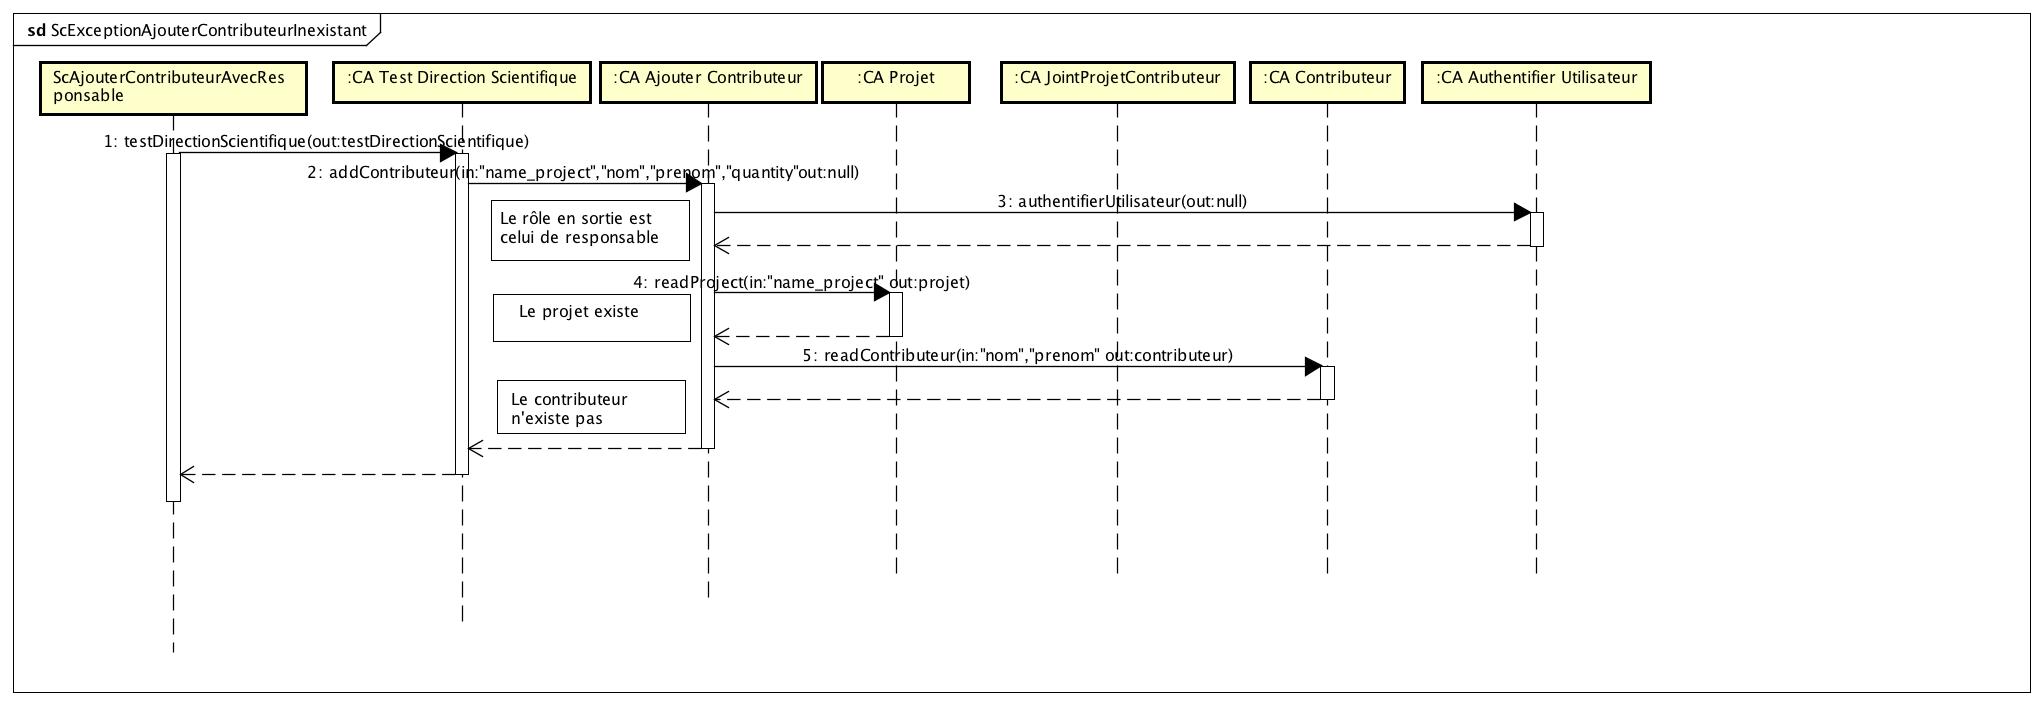 sd ScExceptionAjouterContributeurInexistant
ScAjouterContributeurAvecRes
ponsable
:CA Test Direction Scientifique
:CA Ajouter Contributeur
:CA Projet
:CA JointProjetContributeur
:CA Contributeur
:CA Authentifier Utilisateur
1: testDirectionScientifique(out:testDirectionScientifique)
2: addContributeur(in:"name_project","nom","prenom","quantity"out:null)
3: authentifierUtilisateur(out:null)
Le rôle en sortie est
celui de responsable
4: readProject(in:"name_project" out:projet)
Le projet existe
5: readContributeur(in:"nom","prenom" out:contributeur)
Le contributeur
n'existe pas